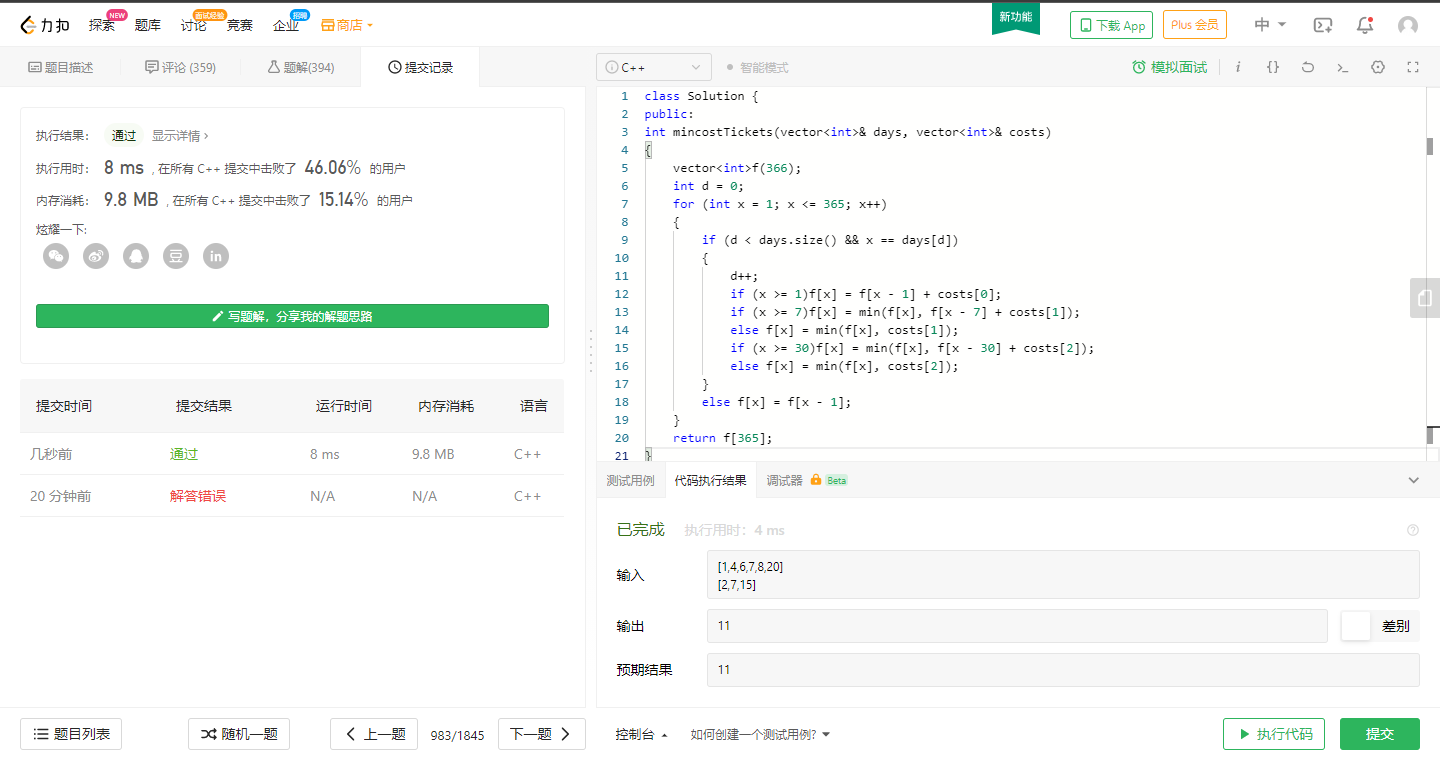 力扣 探索 NEW 题库 讨论 面试经验 竞赛 企业 招聘 商店 新功能 下载 App Plus 会员 中
题目描述 评论 (359) 题解(394) 提交记录
执行结果： 通过 显示详情 >
执行用时： 8 ms , 在所有 C++ 提交中击败了 46.06% 的用户
内存消耗： 9.8 MB , 在所有 C++ 提交中击败了 15.14% 的用户
炫耀一下:
豆 in
写题解，分享我的解题思路
提交时间 提交结果 运行时间 内存消耗 语言
几秒前 通过 8 ms 9.8 MB C++
20 分钟前 解答错误 N/A N/A C++
题目列表 随机一题 上一题 983/1845 下一题
C++ 智能模式 模拟面试 i {}
1 class Solution {
2 public:
3 int mincostTickets(vector<int>& days, vector<int>& costs)
4 {
5     vector<int>f(366);
6     int d = 0;
7     for (int x = 1; x <= 365; x++)
8     {
9         if (d < days.size() && x == days[d])
10         {
11             d++;
12             if (x >= 1)f[x] = f[x - 1] + costs[0];
13             if (x >= 7)f[x] = min(f[x], f[x - 7] + costs[1]);
14             else f[x] = min(f[x], costs[1]);
15             if (x >= 30)f[x] = min(f[x], f[x - 30] + costs[2]);
16             else f[x] = min(f[x], costs[2]);
17         }
18         else f[x] = f[x - 1];
19     }
20     return f[365];
21 }
测试用例 代码执行结果 调试器 Beta
已完成 执行用时：4 ms
输入 [1,4,6,7,8,20]
[2,7,15]
输出 11 差别
预期结果 11
控制台 如何创建一个测试用例? 执行代码 提交